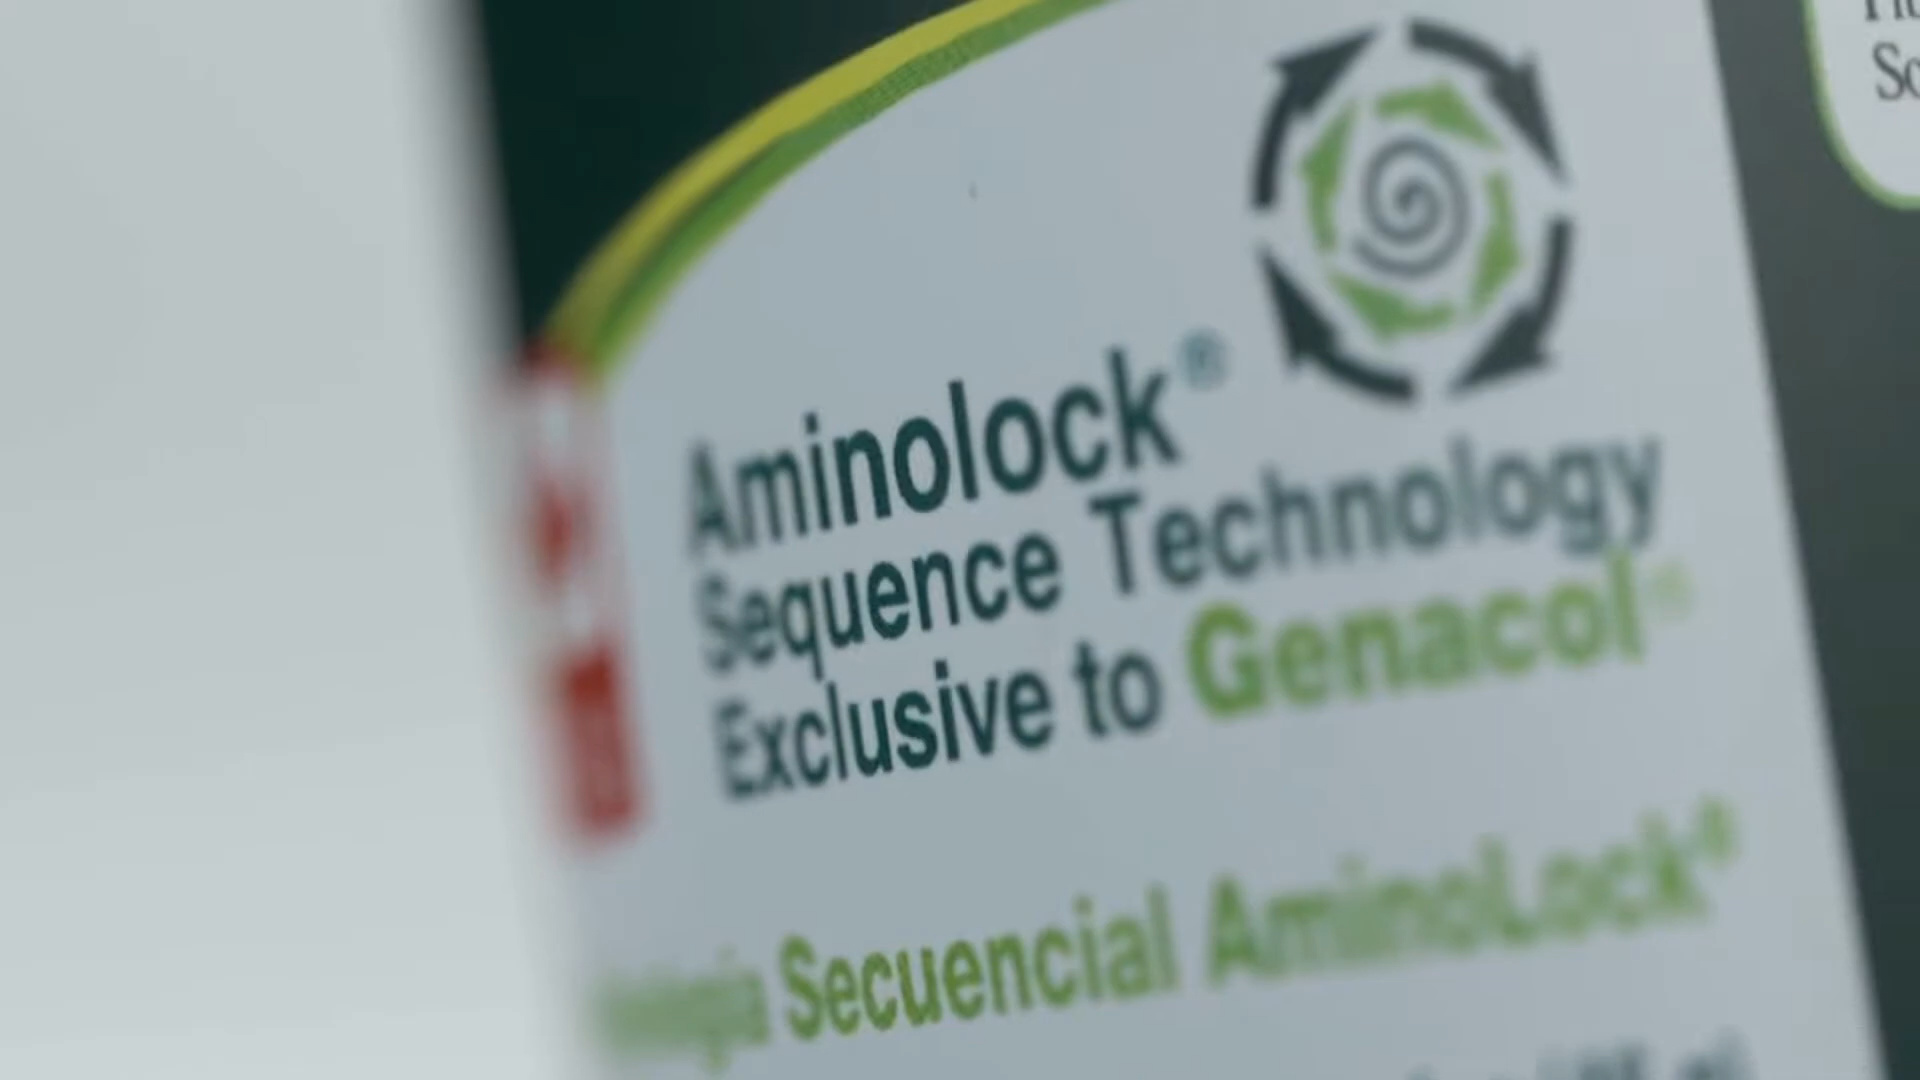 Aminolock®
Sequence Technology
Exclusive to Genacol®
Secuencial AminoLock®